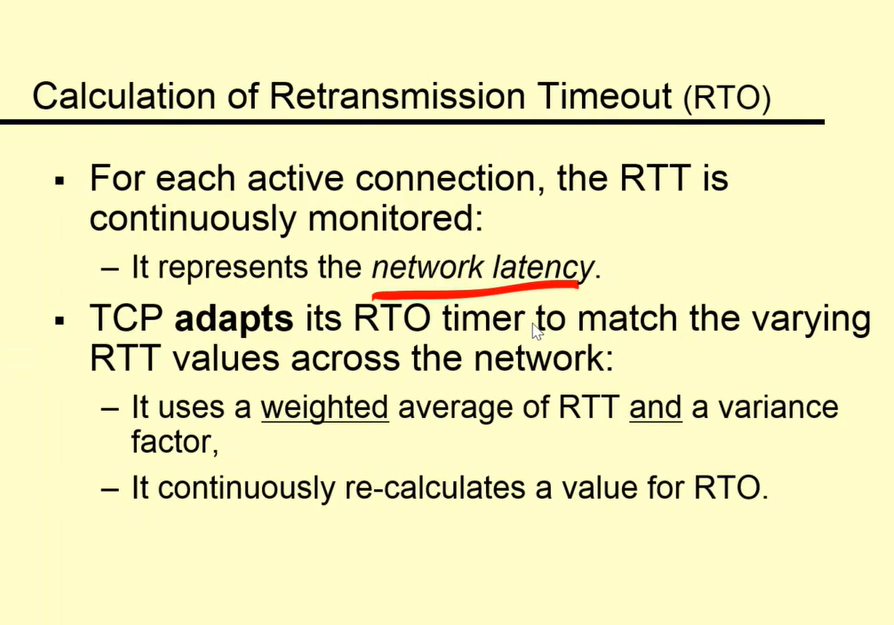 Calculation of Retransmission Timeout (RTO)
▪ For each active connection, the RTT is
continuously monitored:
– It represents the network latency.
▪ TCP adapts its RTO timer to match the varying
RTT values across the network:
– It uses a weighted average of RTT and a variance
factor,
– It continuously re-calculates a value for RTO.